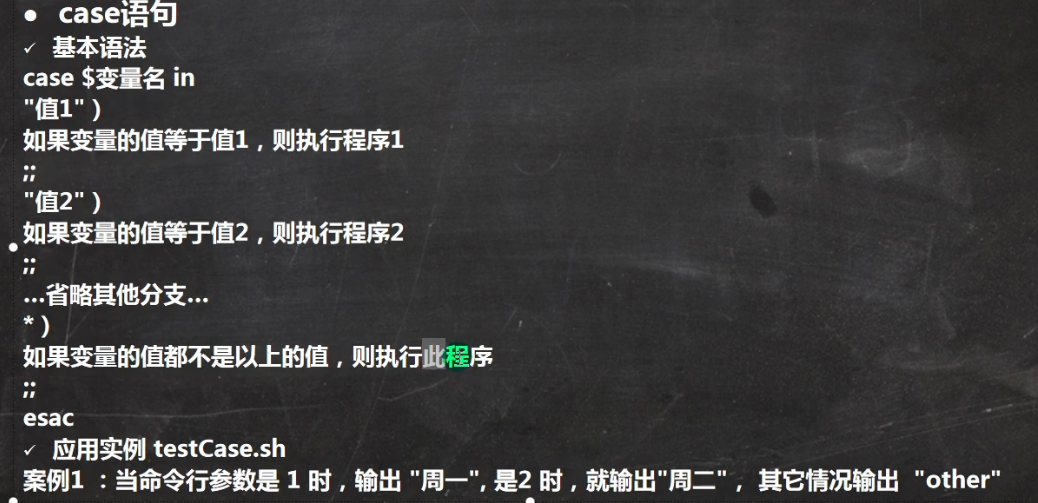 ● case语句
✓ 基本语法
case $变量名 in
"值1" )
如果变量的值等于值1，则执行程序1
;;
"值2" )
如果变量的值等于值2，则执行程序2
;;
…省略其他分支…
* )
如果变量的值都不是以上的值，则执行此程序
;;
esac
✓ 应用实例 testCase.sh
案例1 ：当命令行参数是 1 时，输出 "周一", 是2 时，就输出"周二"， 其它情况输出 "other"